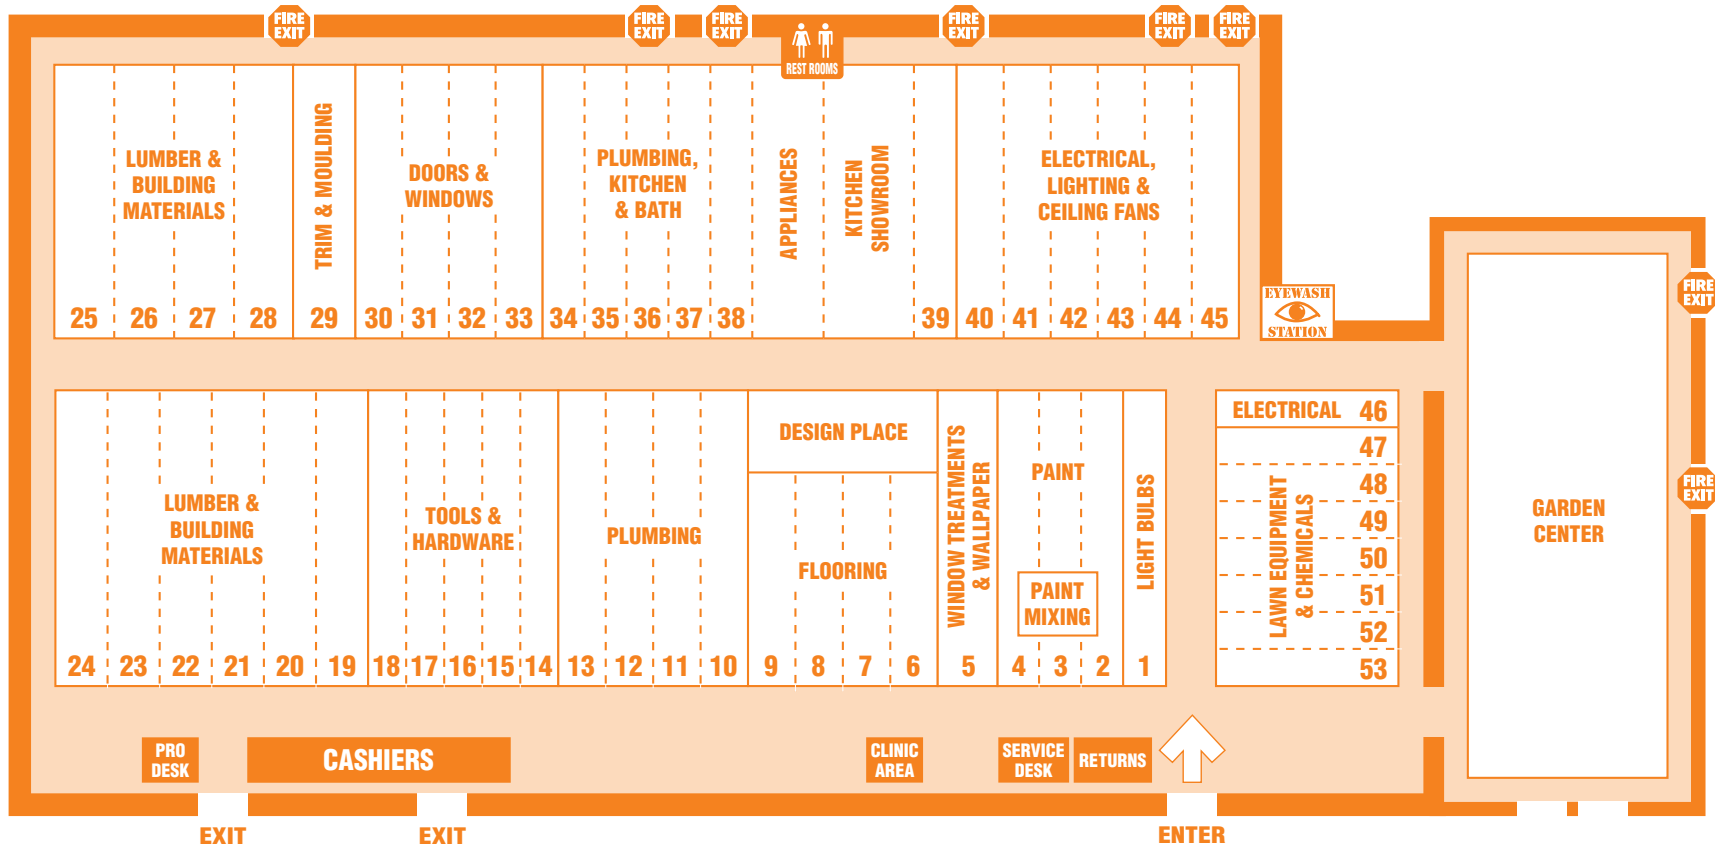 FIRE
EXIT
FIRE
EXIT
FIRE
EXIT
FIRE
EXIT
FIRE
EXIT
FIRE
EXIT
REST ROOMS
LUMBER &
BUILDING
MATERIALS
TRIM & MOULDING
DOORS &
WINDOWS
PLUMBING,
KITCHEN
& BATH
APPLIANCES
KITCHEN
SHOWROOM
ELECTRICAL,
LIGHTING &
CEILING FANS
25 26 27 28 29 30 31 32 33 34 35 36 37 38 39 40 41 42 43 44 45
EYEWASH
STATION
FIRE
EXIT
FIRE
EXIT
LUMBER &
BUILDING
MATERIALS
TOOLS &
HARDWARE
PLUMBING
DESIGN PLACE
FLOORING
WINDOW TREATMENTS
& WALLPAPER
PAINT
PAINT
MIXING
LIGHT BULBS
24 23 22 21 20 19 18 17 16 15 14 13 12 11 10 9 8 7 6 5 4 3 2 1
ELECTRICAL 46
47
48
49
50
51
52
53
LAWN EQUIPMENT
& CHEMICALS
GARDEN
CENTER
PRO
DESK
CASHIERS
CLINIC
AREA
SERVICE
DESK
RETURNS
EXIT
EXIT
ENTER